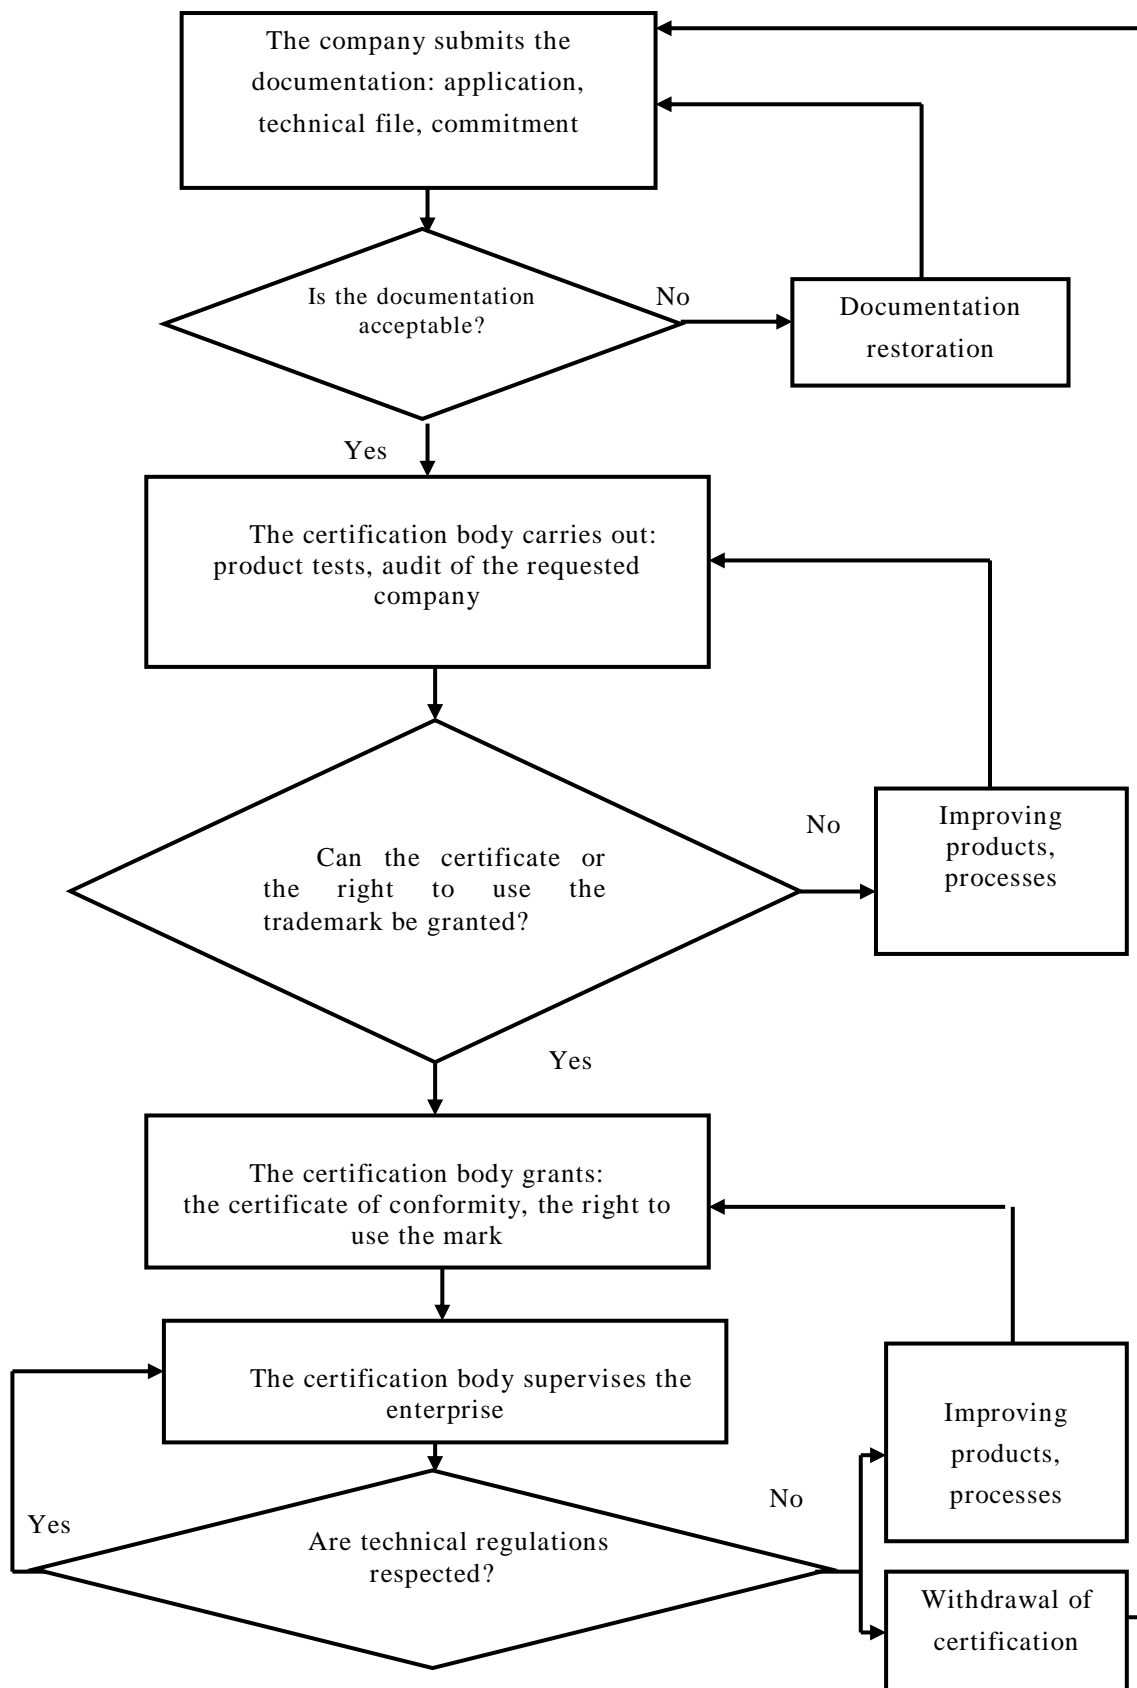 The company submits the
documentation: application,
technical file, commitment
Is the documentation
acceptable?
No
Documentation
restoration
Yes
The certification body carries out:
product tests, audit of the requested
company
Can the certificate or
the right to use the
trademark be granted?
No
Improving
products,
processes
Yes
The certification body grants:
the certificate of conformity, the right to
use the mark
The certification body supervises the
enterprise
Improving
products,
processes
No
Yes
Are technical regulations
respected?
Withdrawal of
certification